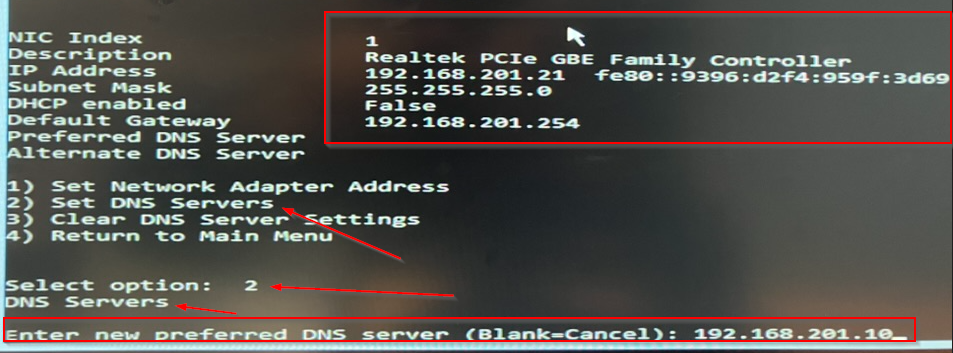 NIC Index 1
Description Realtek PCIe GBE Family Controller
IP Address 192.168.201.21 fe80::9396:d2f4:959f:3d69
Subnet Mask 255.255.255.0
DHCP enabled False
Default Gateway 192.168.201.254
Preferred DNS Server
Alternate DNS Server
1) Set Network Adapter Address
2) Set DNS Servers
3) Clear DNS Server Settings
4) Return to Main Menu
Select option: 2
DNS Servers
Enter new preferred DNS server (Blank=Cancel): 192.168.201.10_